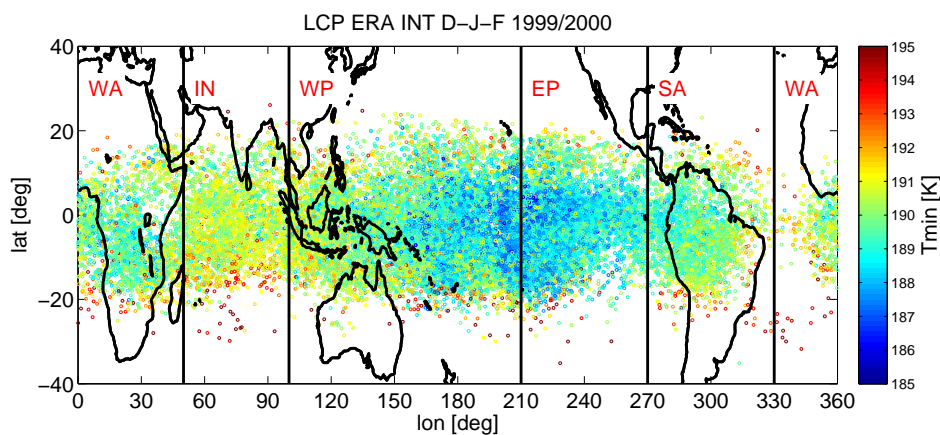 LCP ERA INT D−J−F 1999/2000
40
20
0
−20
−40
lat [deg]
WA IN WP EP SA WA
0 30 60 90 120 150 180 210 240 270 300 330 360
lon [deg]
195
194
193
192
191
190
189
188
187
186
185
Tmin [K]